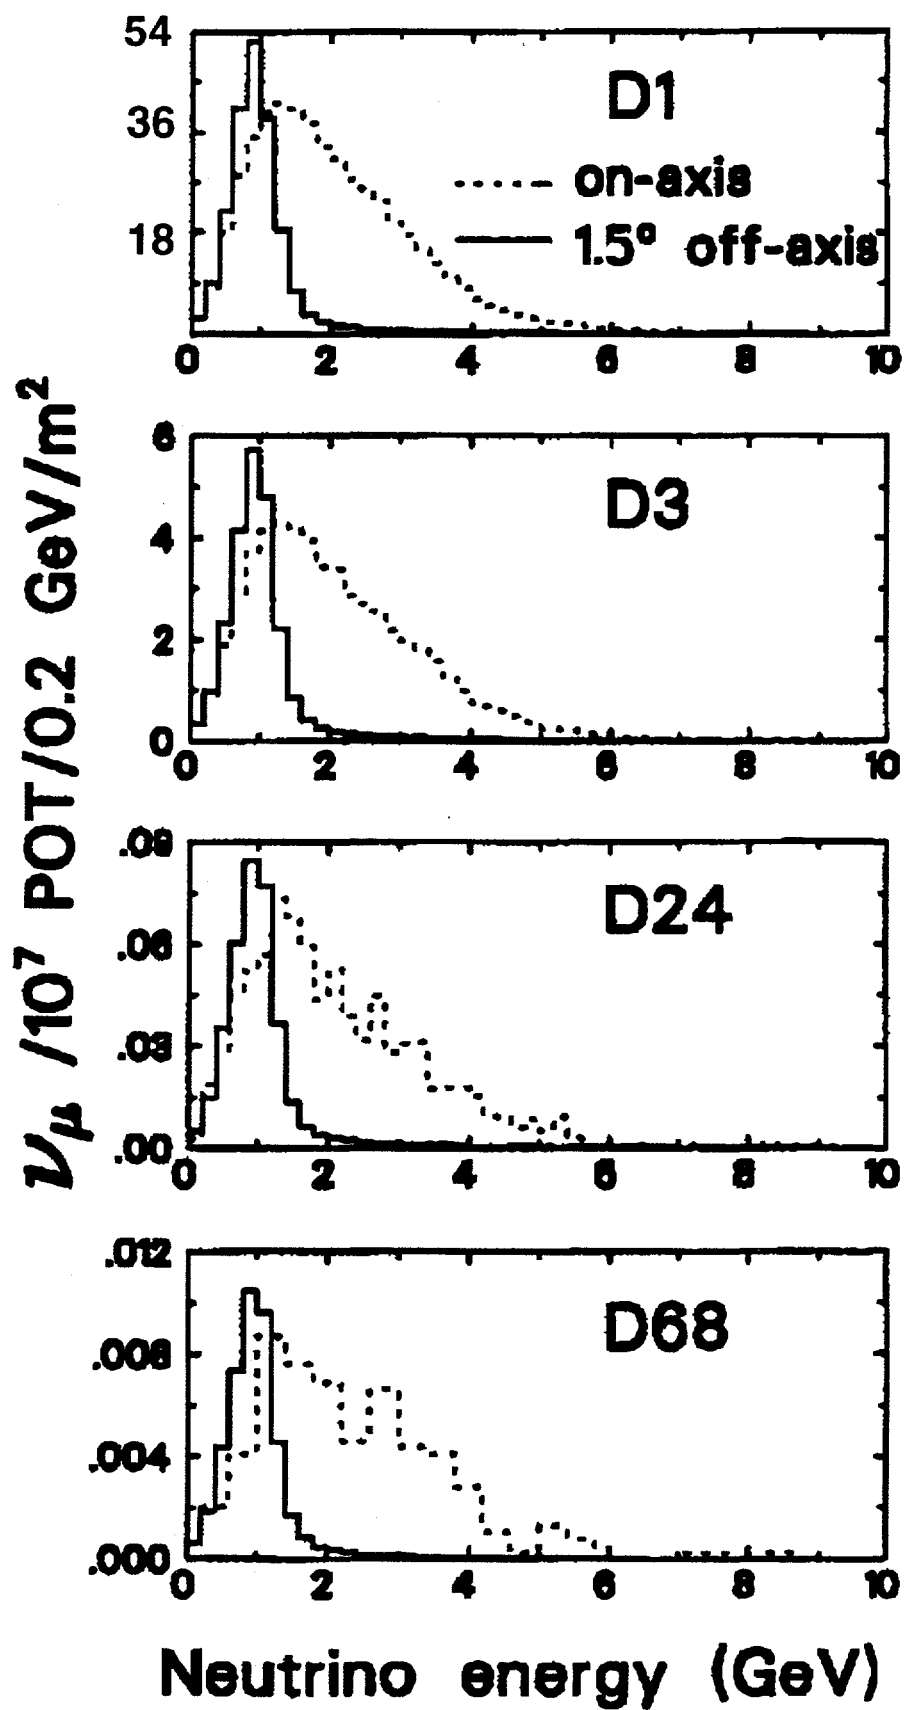 54
36
18
D1
on-axis
1.5° off-axis
0 2 4 6 8 10
6
4
2
0
D3
0 2 4 6 8 10
ν_μ /10⁷ POT/0.2 GeV/m²
.09
.06
.03
.00
D24
0 2 4 6 8 10
.012
.008
.004
.000
D68
0 2 4 6 8 10
Neutrino energy (GeV)